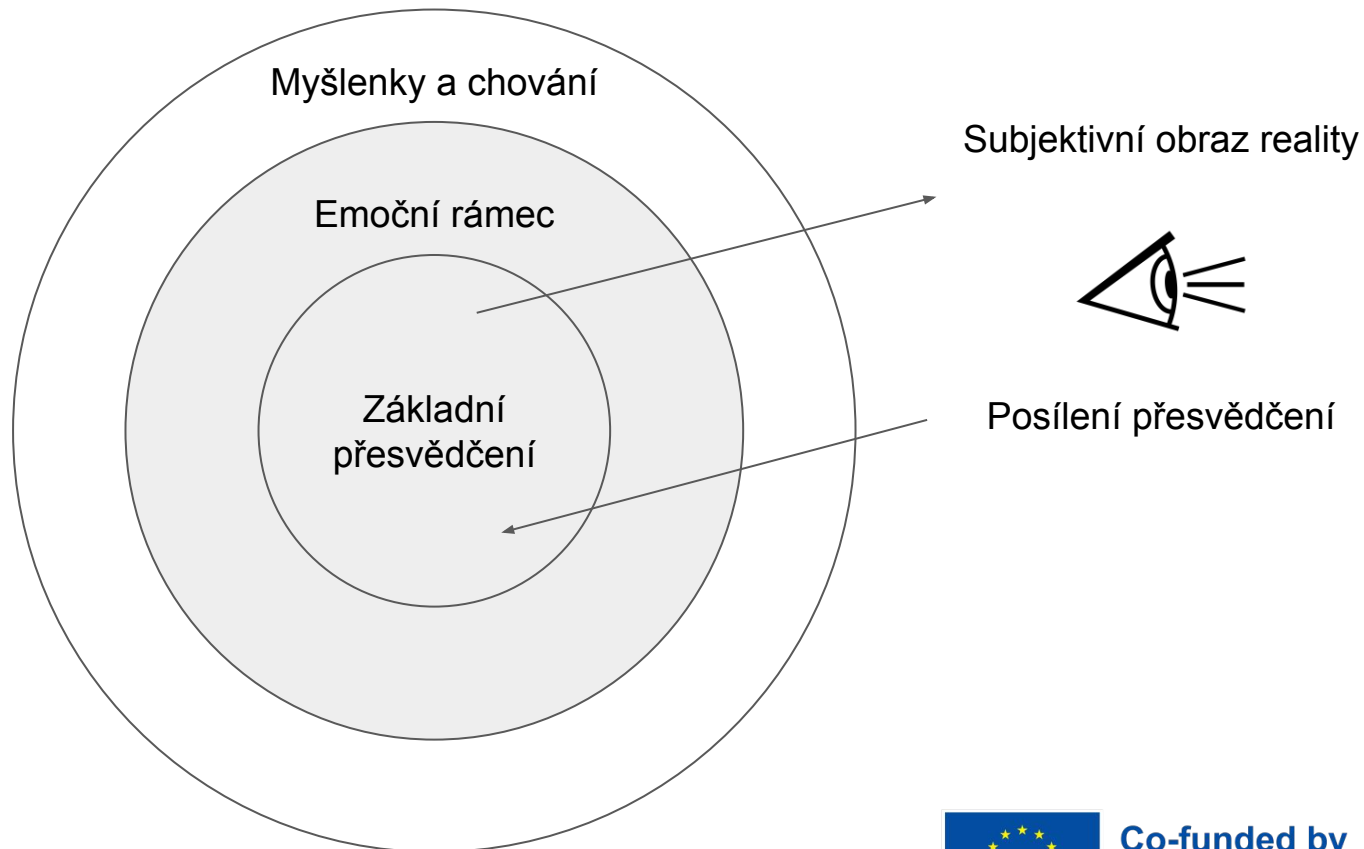 Myšlenky a chování
Subjektivní obraz reality
Emoční rámec
Základní
přesvědčení
Posílení přesvědčení
Co-funded by